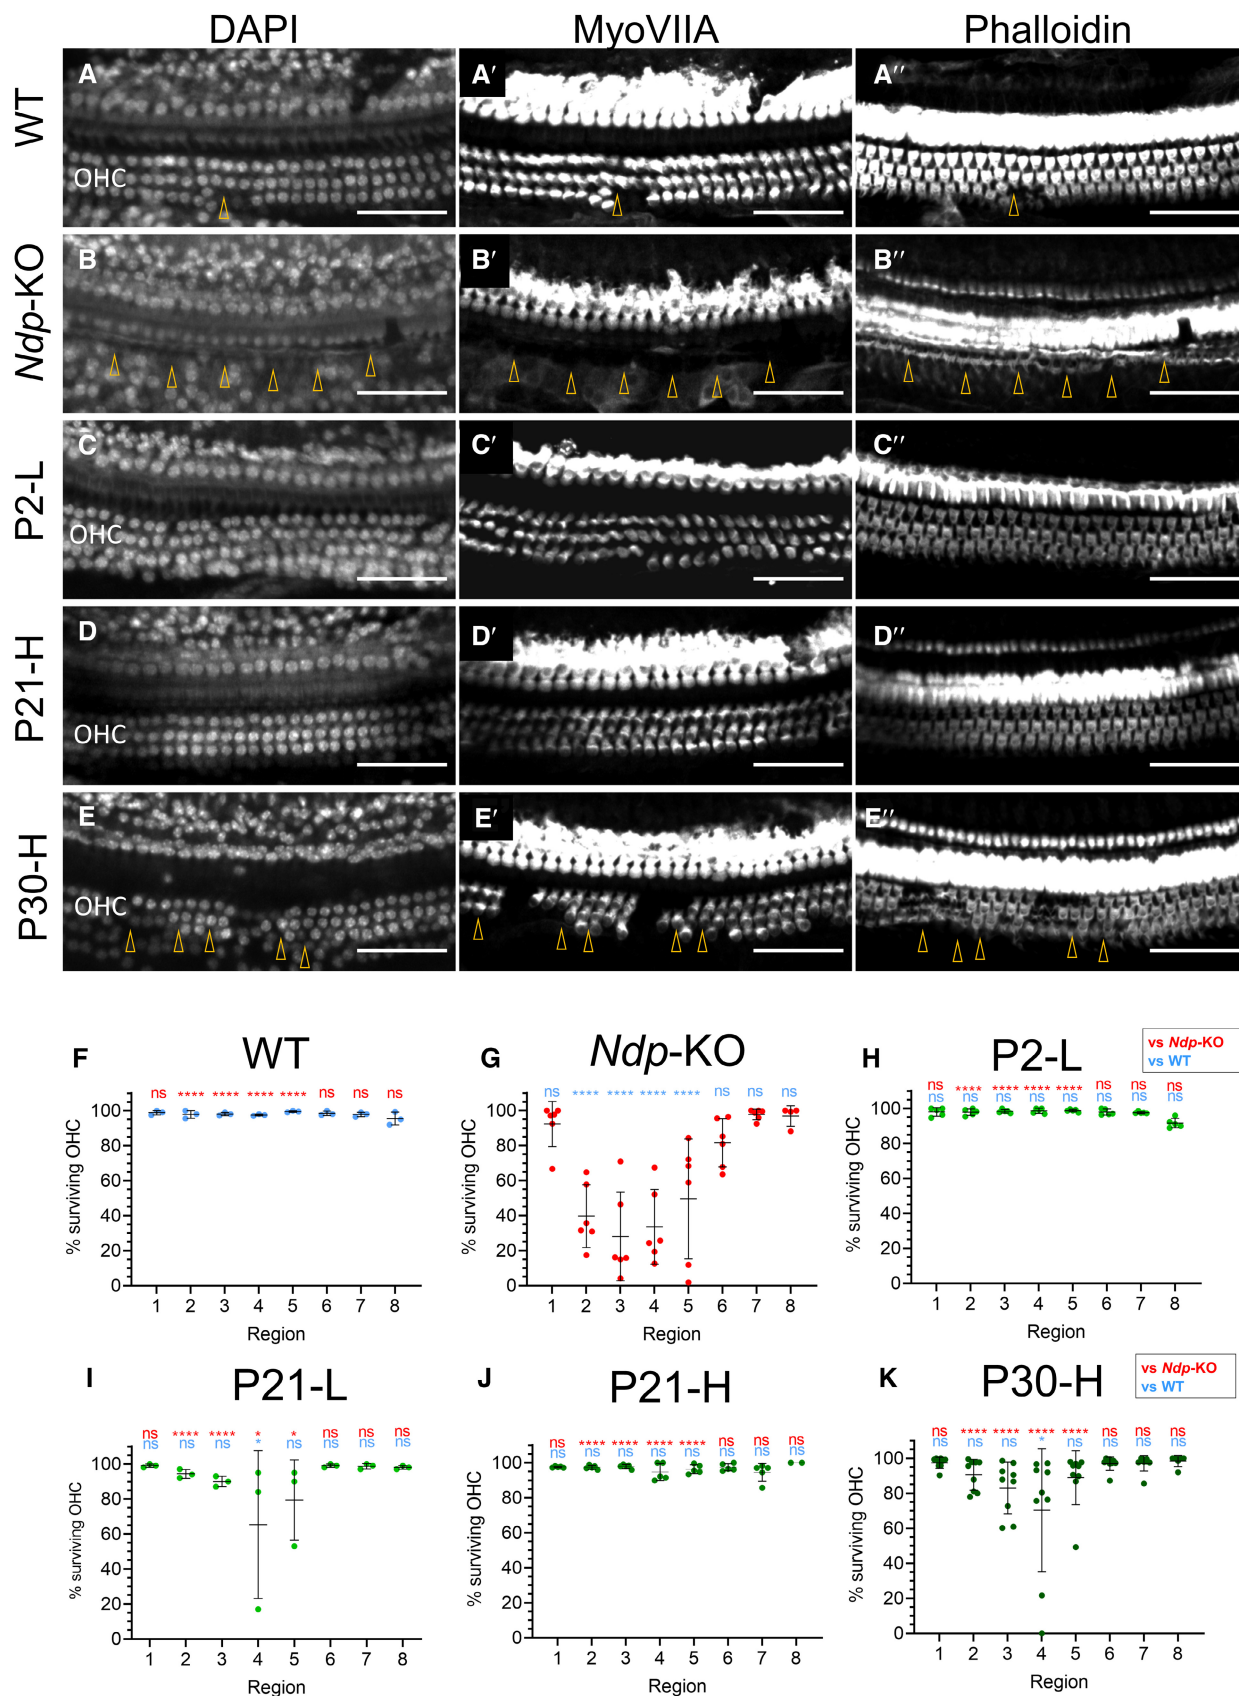 DAPI MyoVIIA Phalloidin
WT
A A′ A″
OHC
Ndp-KO
B B′ B″
P2-L
C C′ C″
OHC
P21-H
D D′ D″
OHC
P30-H
E E′ E″
OHC
F WT
ns **** **** **** **** ns ns ns
% surviving OHC
100
80
60
40
20
0
1 2 3 4 5 6 7 8
Region
G Ndp-KO
ns **** **** **** **** ns ns ns
% surviving OHC
100
80
60
40
20
0
1 2 3 4 5 6 7 8
Region
H P2-L
vs Ndp-KO
vs WT
ns **** **** **** **** ns ns ns
ns ns ns ns ns ns ns ns
% surviving OHC
100
80
60
40
20
0
1 2 3 4 5 6 7 8
Region
I P21-L
ns **** **** * * ns ns ns
ns ns ns * ns ns ns ns
% surviving OHC
100
80
60
40
20
0
1 2 3 4 5 6 7 8
Region
J P21-H
ns **** **** **** **** ns ns ns
ns ns ns ns ns ns ns ns
% surviving OHC
100
80
60
40
20
0
1 2 3 4 5 6 7 8
Region
K P30-H
vs Ndp-KO
vs WT
ns **** **** **** **** ns ns ns
ns ns ns * ns ns ns ns
% surviving OHC
100
80
60
40
20
0
1 2 3 4 5 6 7 8
Region